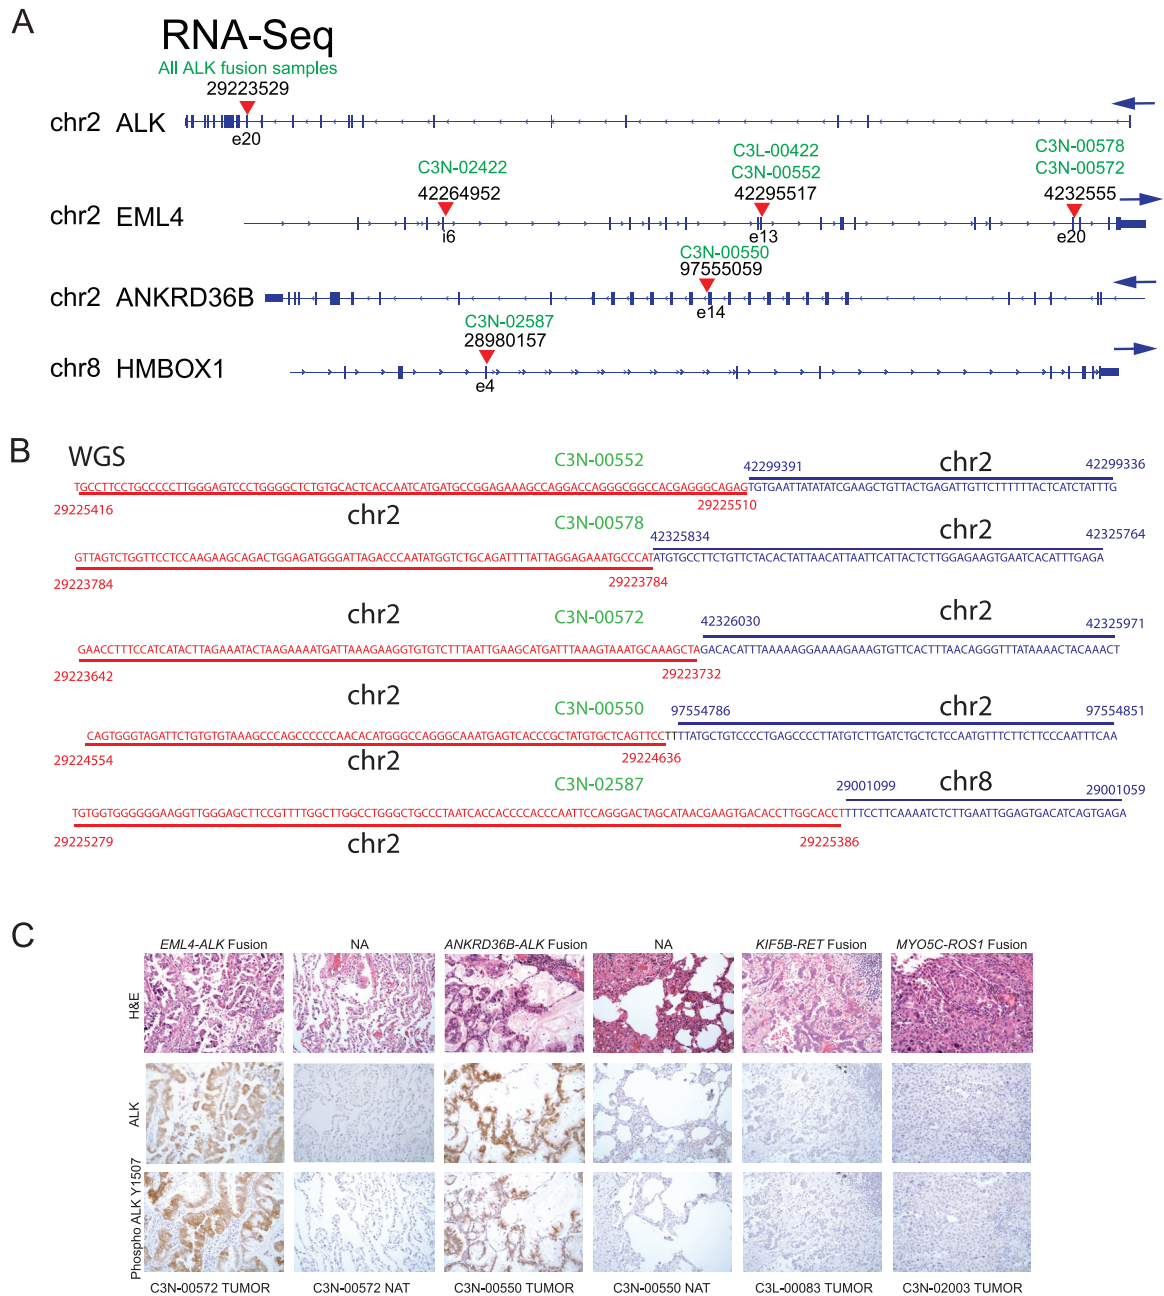 A
RNA-Seq
All ALK fusion samples
29223529
chr2 ALK
e20
C3N-02422
C3L-00422
C3N-00552
C3N-00578
C3N-00572
42264952
42295517
4232555
chr2 EML4
i6
e13
e20
C3N-00550
97555059
chr2 ANKRD36B
e14
C3N-02587
28980157
chr8 HMBOX1
e4
B
WGS
C3N-00552
42299391
chr2
42299336
TGCCTTCCTGCCCCCTTGGGAGTCCCTGGGGCTCTGTGCACTCACCAATCATGATGCCGGAGAAAGCCAGGACCAGGGCGGCCACGAGGGCAGAGTGTGAATTATATATCGAAGCTGTTACTGAGATTGTTCTTTTTTACTCATCTATTTG
29225416
chr2
29225510
C3N-00578
42325834
chr2
42325764
GTTAGTCTGGTTCCTCCAAGAAGCAGACTGGAGATGGGATTAGACCCAATATGGTCTGCAGATTTTATTAGGAGAAATGCCCATATGTGCCTTCTGTTCTACACTATTAACATTAATTCATTACTCTTGGAGAAGTGAATCACATTTGAGA
29223784
29223784
chr2
C3N-00572
42326030
chr2
42325971
GAACCTTTCCATCATACTTAGAAATACTAAGAAAATGATTAAAGAAGGTGTGTCTTTAATTGAAGCATGATTTAAAGTAAATGCAAAGCTAGACACATTTAAAAAGGAAAAGAAAGTGTTCACTTTAACAGGGTTTATAAAACTACAAACT
29223642
chr2
29223732
C3N-00550
97554786
chr2
97554851
CAGTGGGTAGATTCTGTGTGTAAAGCCCAGCCCCCCAACACATGGGCCAGGGCAAATGAGTCACCCGCTATGTGCTCAGTTCCTTTTATGCTGTCCCCTGAGCCCCTTATGTCTTGATCTGCTCTCCAATGTTTCTTCTTCCCAATTTCAA
29224554
chr2
29224636
C3N-02587
29001099
chr8
29001059
TGTGGTGGGGGGAAGGTTGGGAGCTTCCGTTTTGGCTTGGCCTGGGCTGCCCTAATCACCACCCCACCCAATTCCAGGGACTAGCATAACGAAGTGACACCTTGGCACCTTTTCCTTCAAAATCTCTTGAATTGGAGTGACATCAGTGAGA
29225279
chr2
29225386
C
EML4-ALK Fusion
NA
ANKRD36B-ALK Fusion
NA
KIF5B-RET Fusion
MYO5C-ROS1 Fusion
H&E
ALK
Phospho ALK Y1507
C3N-00572 TUMOR
C3N-00572 NAT
C3N-00550 TUMOR
C3N-00550 NAT
C3L-00083 TUMOR
C3N-02003 TUMOR